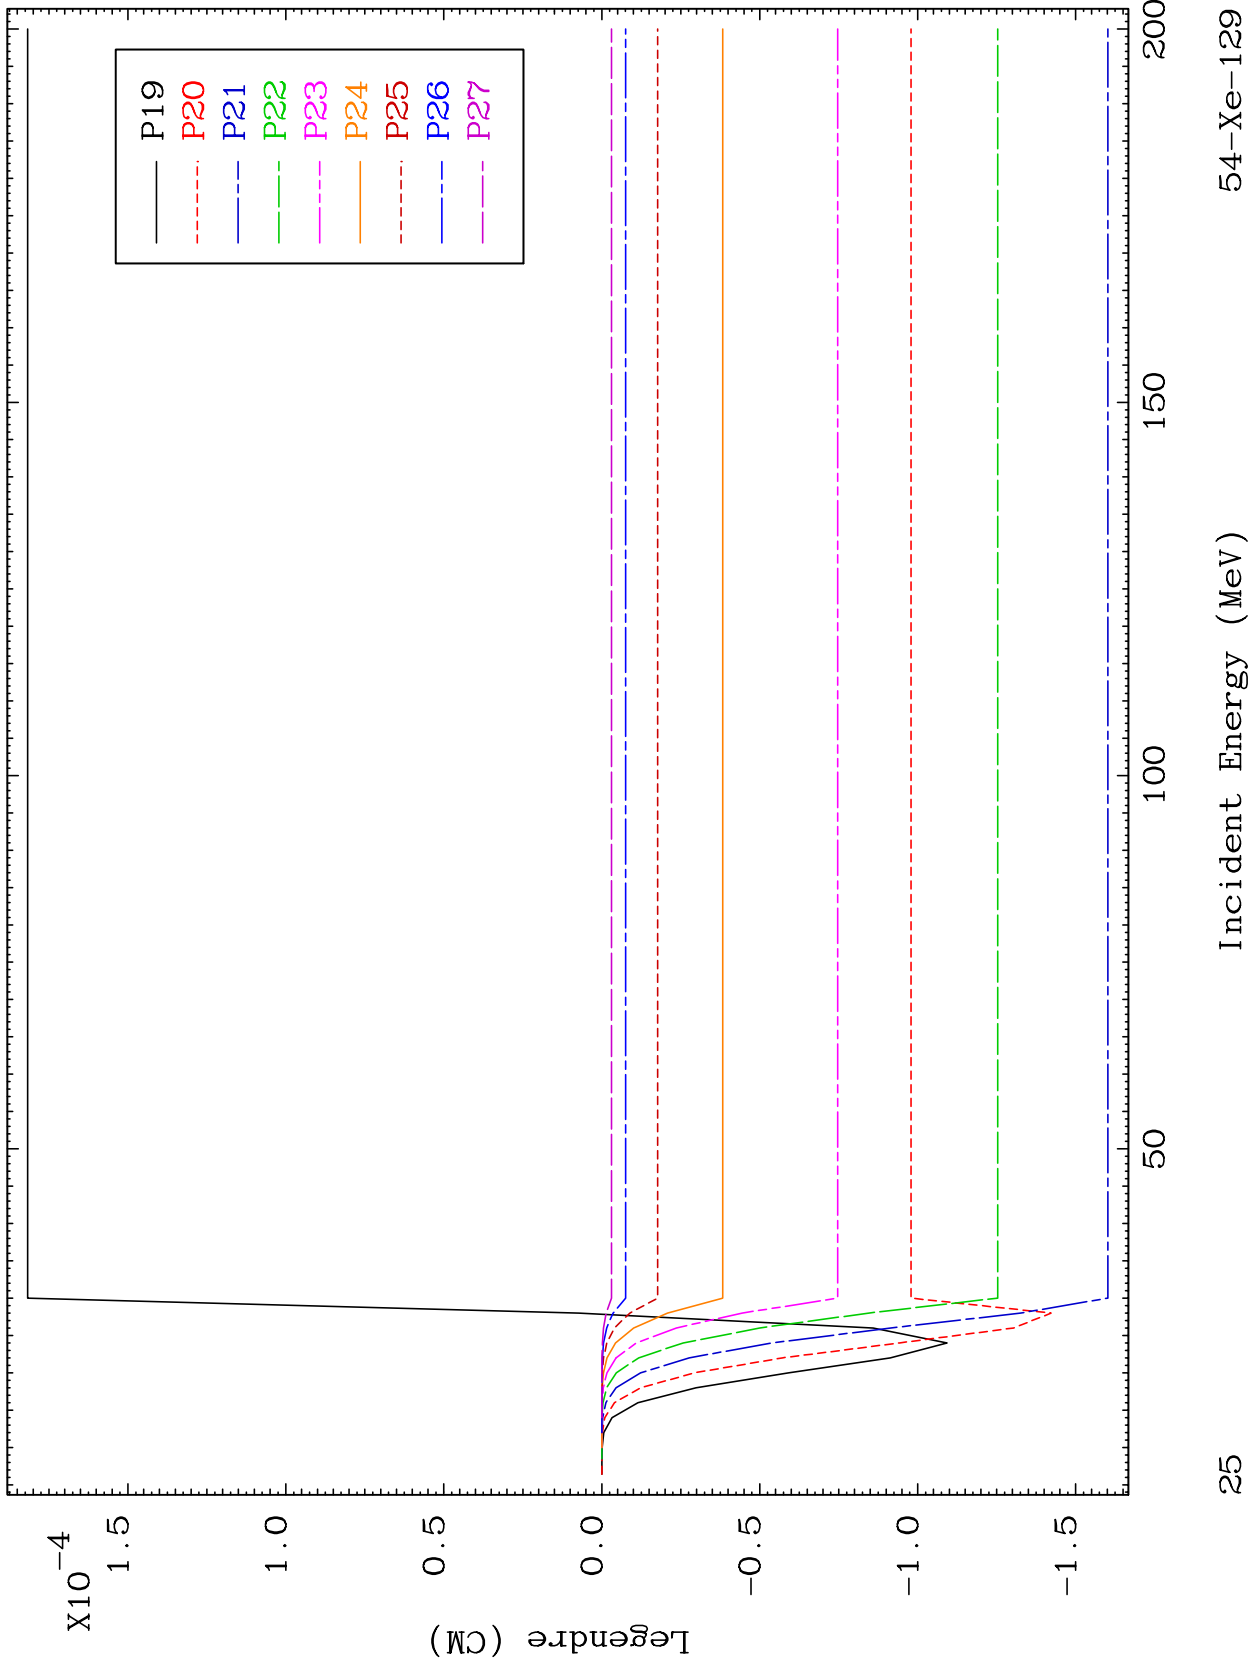 X10-4
1.5
1.0
0.5
0.0
-0.5
-1.0
-1.5
Legendre (CM)
P19
P20
P21
P22
P23
P24
P25
P26
P27
50
100
150
200
Incident Energy (MeV)
25
54-Xe-129